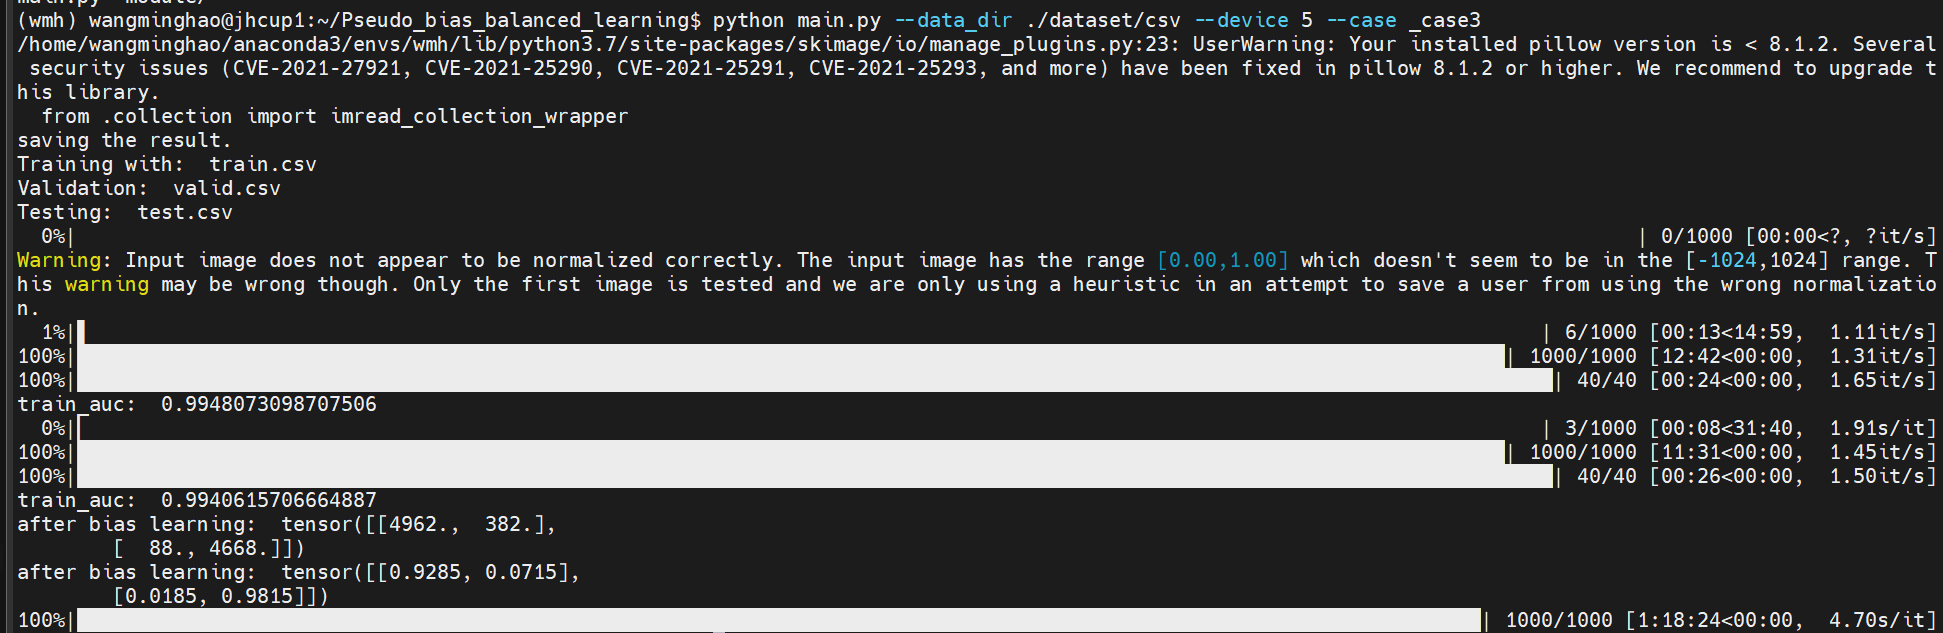 main.py  module/
(wmh) wangminghao@jhcup1:~/Pseudo_bias_balanced_learning$ python main.py --data_dir ./dataset/csv --device 5 --case _case3
/home/wangminghao/anaconda3/envs/wmh/lib/python3.7/site-packages/skimage/io/manage_plugins.py:23: UserWarning: Your installed pillow version is < 8.1.2. Several
 security issues (CVE-2021-27921, CVE-2021-25290, CVE-2021-25291, CVE-2021-25293, and more) have been fixed in pillow 8.1.2 or higher. We recommend to upgrade t
his library.
  from .collection import imread_collection_wrapper
saving the result.
Training with:  train.csv
Validation:  valid.csv
Testing:  test.csv
  0%| | 0/1000 [00:00<?, ?it/s]
Warning: Input image does not appear to be normalized correctly. The input image has the range [0.00,1.00] which doesn't seem to be in the [-1024,1024] range. T
his warning may be wrong though. Only the first image is tested and we are only using a heuristic in an attempt to save a user from using the wrong normalizatio
n.
  1%| | 6/1000 [00:13<14:59,  1.11it/s]
100%| | 1000/1000 [12:42<00:00,  1.31it/s]
100%| | 40/40 [00:24<00:00,  1.65it/s]
train_auc:  0.9948073098707506
  0%| | 3/1000 [00:08<31:40,  1.91s/it]
100%| | 1000/1000 [11:31<00:00,  1.45it/s]
100%| | 40/40 [00:26<00:00,  1.50it/s]
train_auc:  0.9940615706664887
after bias learning:  tensor([[4962.,  382.],
        [  88., 4668.]])
after bias learning:  tensor([[0.9285, 0.0715],
        [0.0185, 0.9815]])
100%| | 1000/1000 [1:18:24<00:00,  4.70s/it]